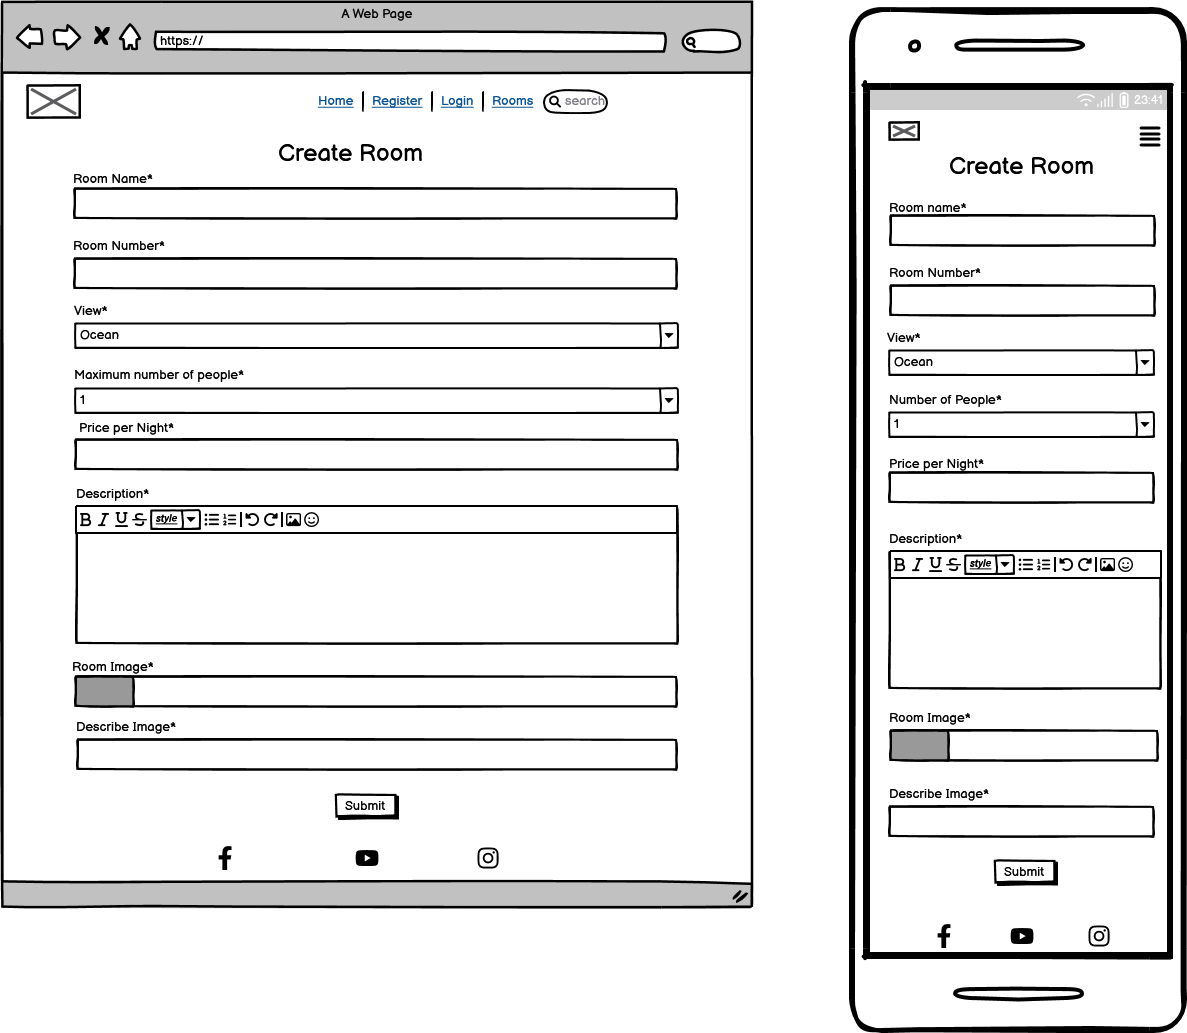 A Web Page
https://
Home Register Login Rooms search
Create Room
Room Name*
Room Number*
View*
Ocean
Maximum number of people*
1
Price per Night*
Description*
B I U S style
Room Image*
Describe Image*
Submit
23:41
Create Room
Room name*
Room Number*
View*
Ocean
Number of People*
1
Price per Night*
Description*
B I U S style
Room Image*
Describe Image*
Submit